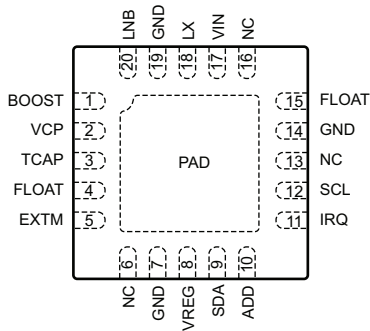 LNB GND LX VIN NC
20 19 18 17 16
BOOST 1 15 FLOAT
VCP 2 14 GND
TCAP 3 PAD 13 NC
FLOAT 4 12 SCL
EXTM 5 11 IRQ
6 7 8 9 10
NC GND VREG SDA ADD